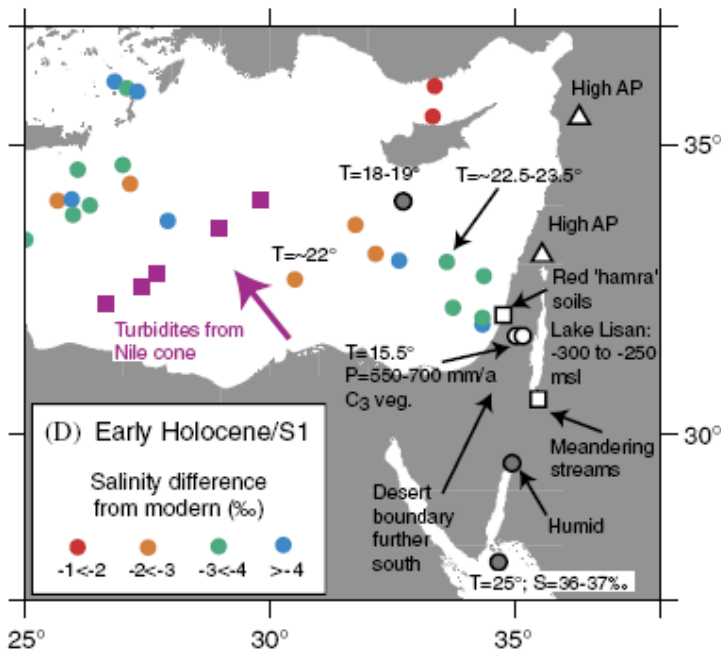 High AP
35°
T=18-19°
T=~22.5-23.5°
High AP
T=~22°
Red 'hamra'
soils
Turbidites from
Nile cone
Lake Lisan:
-300 to -250
msl
T=15.5°
P=550-700 mm/a
C₃ veg.
30°
(D) Early Holocene/S1
Salinity difference
from modern (‰)
-1<-2 -2<-3 -3<-4 >-4
Meandering
streams
Desert
boundary
further
south
Humid
T=25°; S=36-37‰
25° 30° 35°